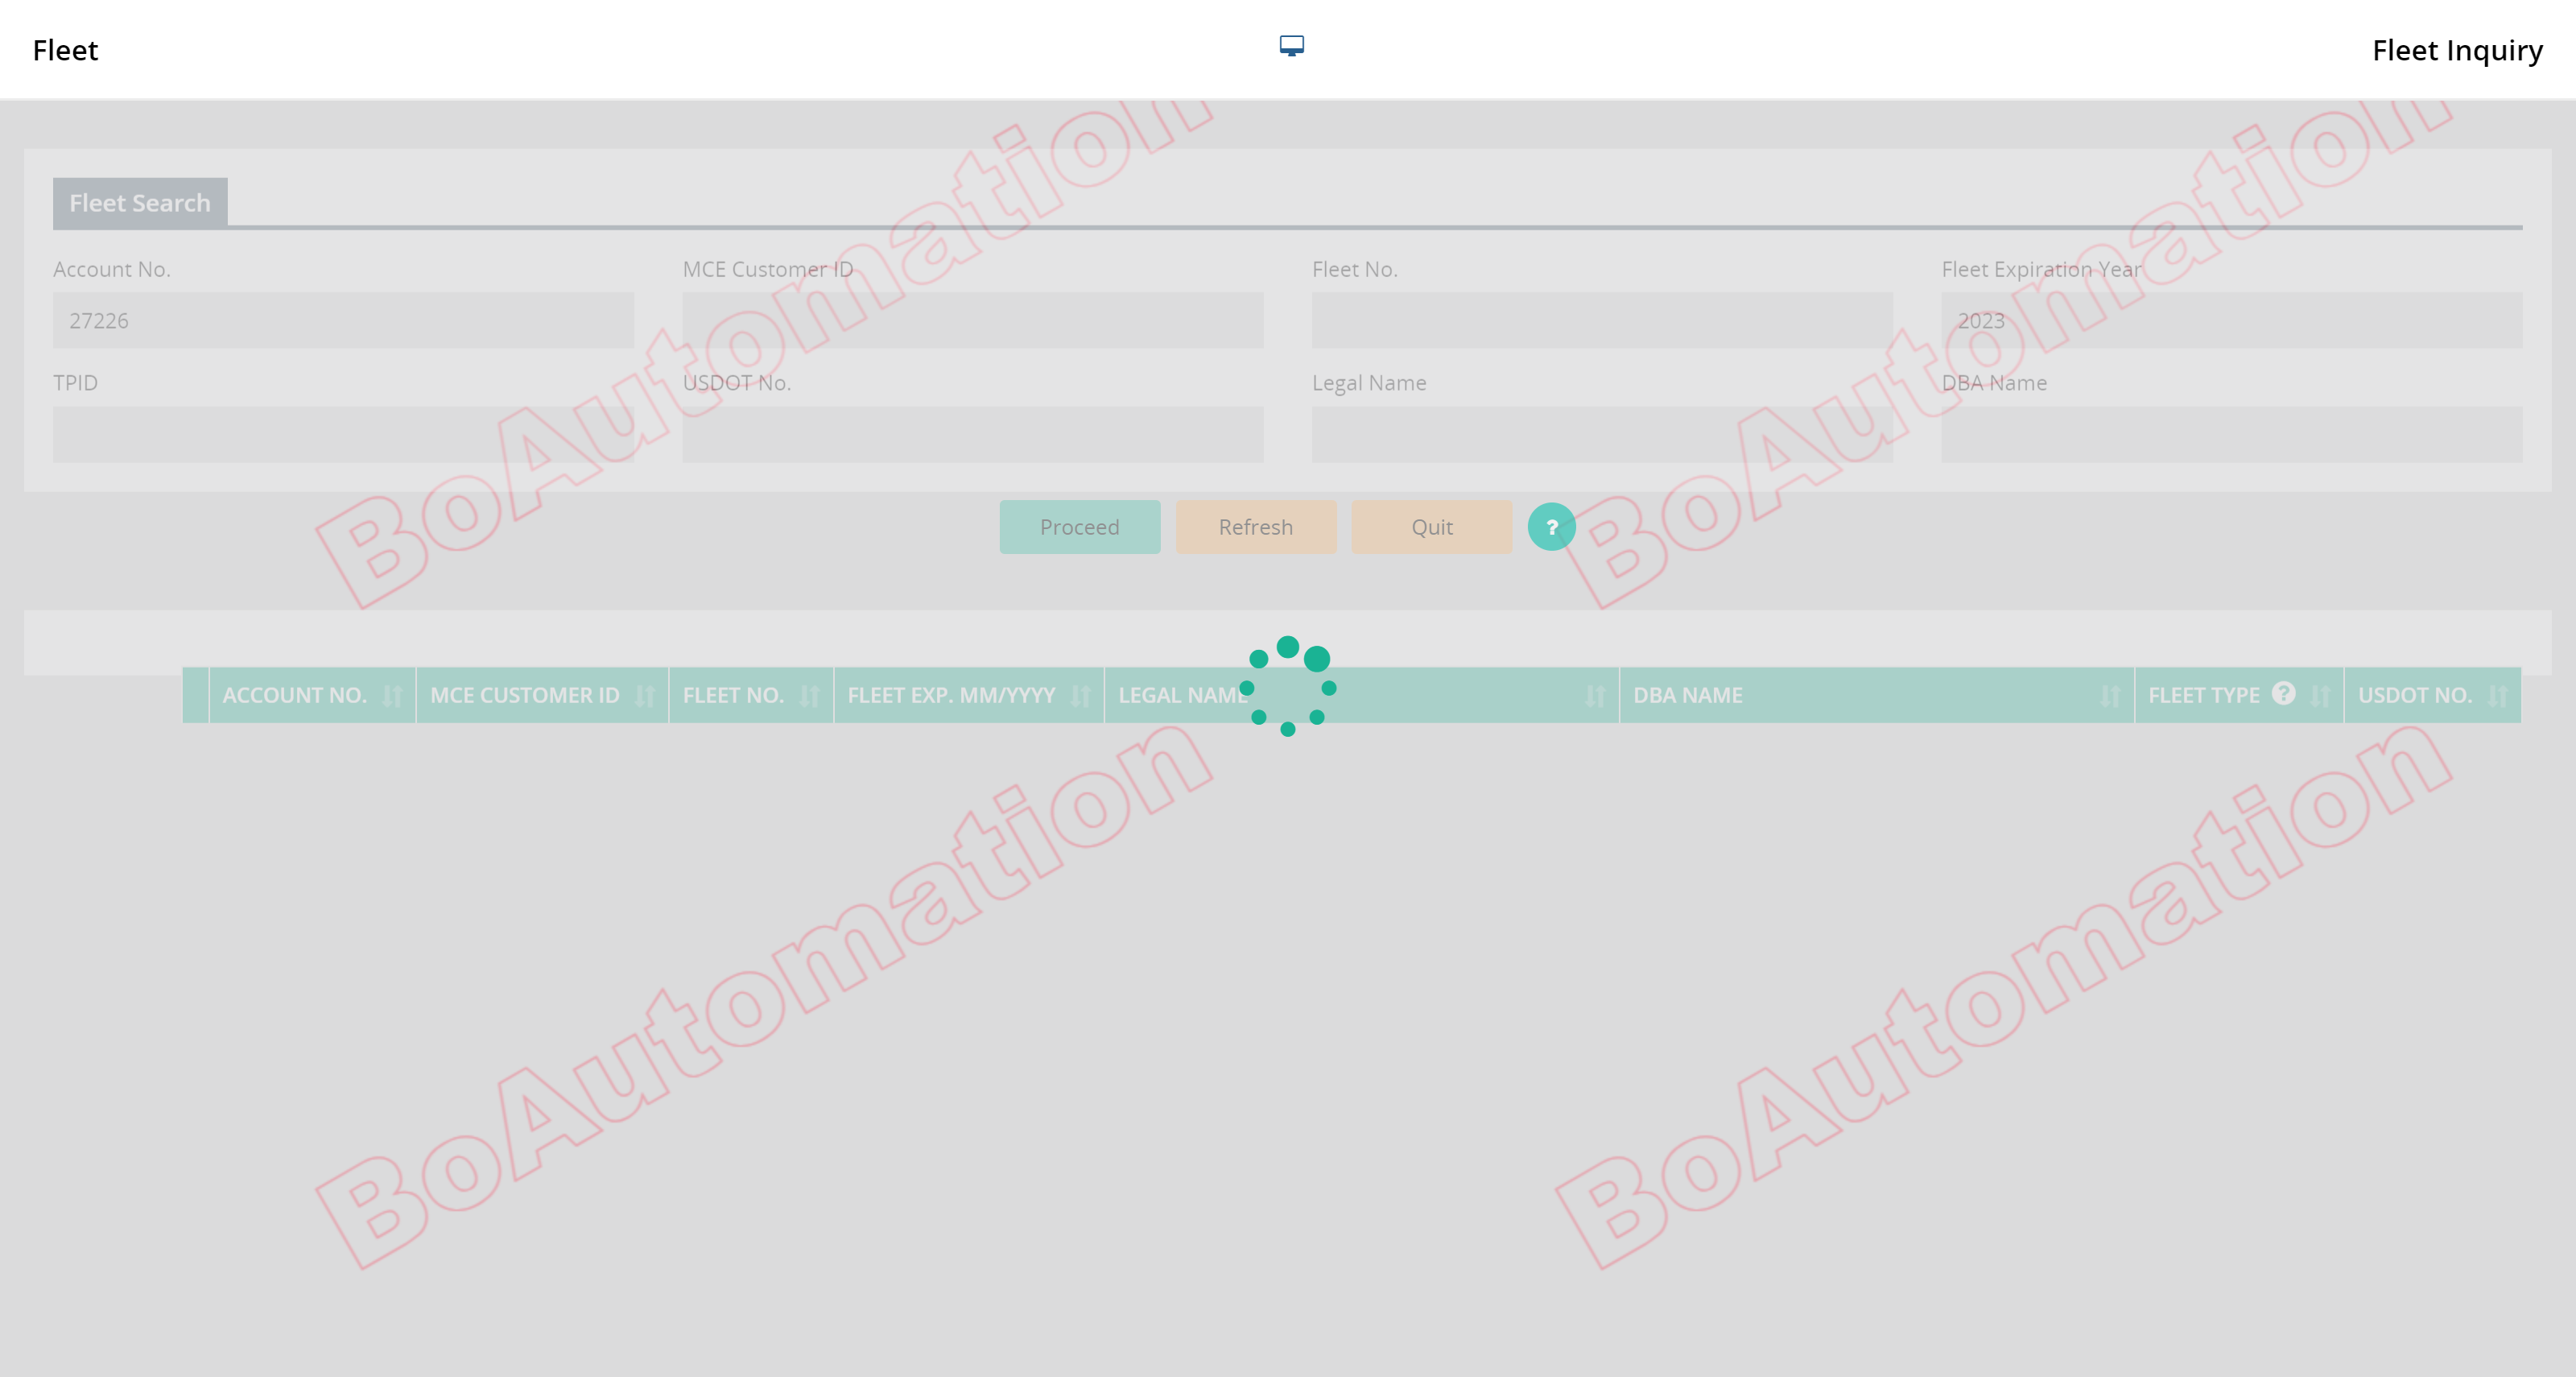 Fleet
Fleet Inquiry
Fleet Search
Account No.
MCE Customer ID
Fleet No.
Fleet Expiration Year
27226
2023
TPID
USDOT No.
Legal Name
DBA Name
Proceed
Refresh
Quit
?
ACCOUNT NO.
MCE CUSTOMER ID
FLEET NO.
FLEET EXP. MM/YYYY
LEGAL NAME
DBA NAME
FLEET TYPE ?
USDOT NO.
BoAutomation
BoAutomation
BoAutomation
BoAutomation